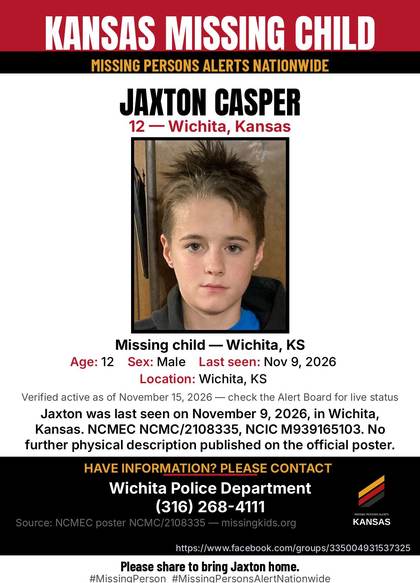 KANSAS MISSING CHILD
MISSING PERSONS ALERTS NATIONWIDE
JAXTON CASPER
12 — Wichita, Kansas
Missing child — Wichita, KS
Age: 12 Sex: Male Last seen: Nov 9, 2026
Location: Wichita, KS
Verified active as of November 15, 2026 — check the Alert Board for live status
Jaxton was last seen on November 9, 2026, in Wichita,
Kansas. NCMEC NCMC/2108335, NCIC M939165103. No
further physical description published on the official poster.
HAVE INFORMATION? PLEASE CONTACT
Wichita Police Department
(316) 268-4111
Source: NCMEC poster NCMC/2108335 — missingkids.org
MISSING PERSONS ALERTS
KANSAS
https://www.facebook.com/groups/335004931537325
Please share to bring Jaxton home.
#MissingPerson #MissingPersonsAlertNationwide